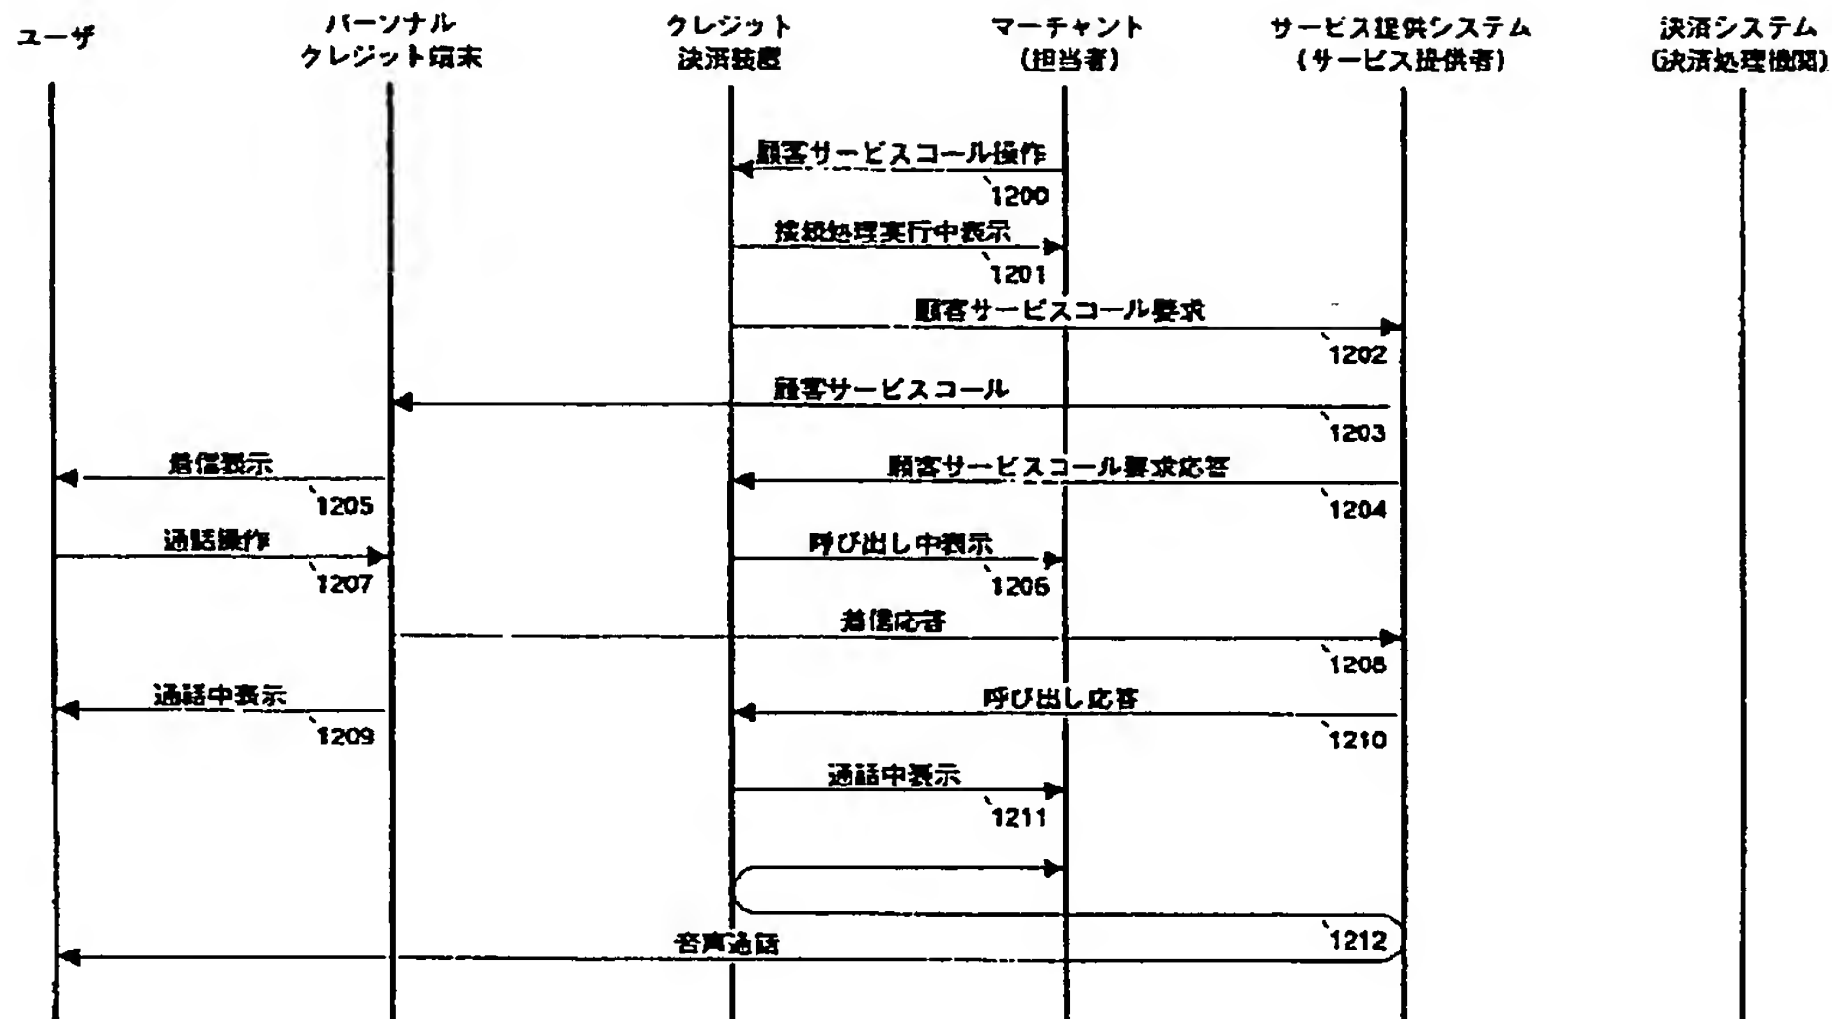 ユーザ
パーソナル
クレジット端末
クレジット
決済装置
マーチャント
(担当者)
サービス提供システム
(サービス提供者)
決済システム
(決済処理機関)
顧客サービスコール操作
1200
接続処理実行中表示
1201
顧客サービスコール要求
1202
顧客サービスコール
1203
着信表示
1205
顧客サービスコール要求応答
1204
通話操作
1207
呼び出し中表示
1206
着信応答
1208
通話中表示
1209
呼び出し応答
1210
通話中表示
1211
音声通話
1212